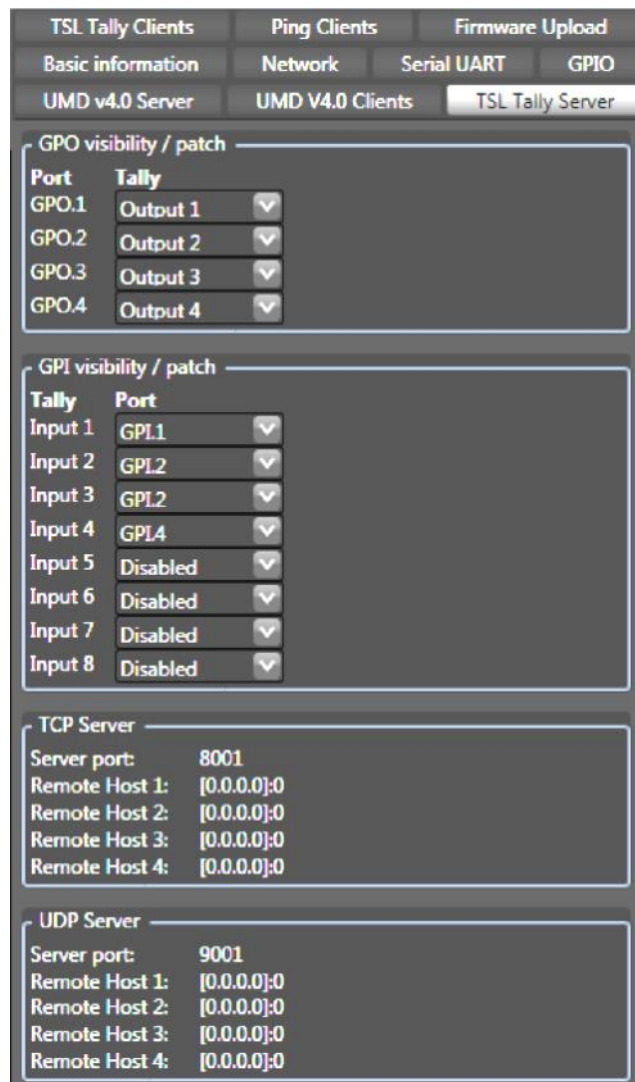 TSL Tally Clients Ping Clients Firmware Upload
Basic information Network Serial UART GPIO
UMD v4.0 Server UMD V4.0 Clients TSL Tally Server
GPO visibility / patch
Port Tally
GPO.1 Output 1
GPO.2 Output 2
GPO.3 Output 3
GPO.4 Output 4
GPI visibility / patch
Tally Port
Input 1 GPI.1
Input 2 GPI.2
Input 3 GPI.2
Input 4 GPI.4
Input 5 Disabled
Input 6 Disabled
Input 7 Disabled
Input 8 Disabled
TCP Server
Server port: 8001
Remote Host 1: [0.0.0.0]:0
Remote Host 2: [0.0.0.0]:0
Remote Host 3: [0.0.0.0]:0
Remote Host 4: [0.0.0.0]:0
UDP Server
Server port: 9001
Remote Host 1: [0.0.0.0]:0
Remote Host 2: [0.0.0.0]:0
Remote Host 3: [0.0.0.0]:0
Remote Host 4: [0.0.0.0]:0